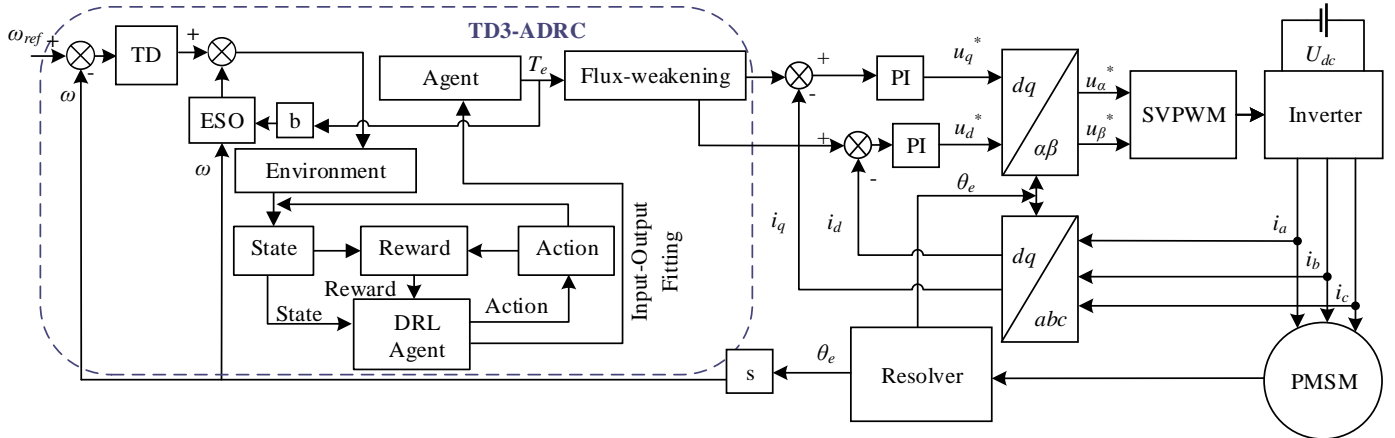 TD3-ADRC
ω_ref
+
-
ω
TD
+
ESO
b
ω
Agent
T_e
Flux-weakening
Environment
State
Reward
Action
Reward
State
Action
DRL
Agent
Input-Output
Fitting
+
-
PI
u_q^*
+
-
PI
u_d^*
dq
αβ
u_α^*
u_β^*
SVPWM
U_dc
Inverter
θ_e
i_q
i_d
dq
abc
i_a
i_b
i_c
s
θ_e
Resolver
PMSM